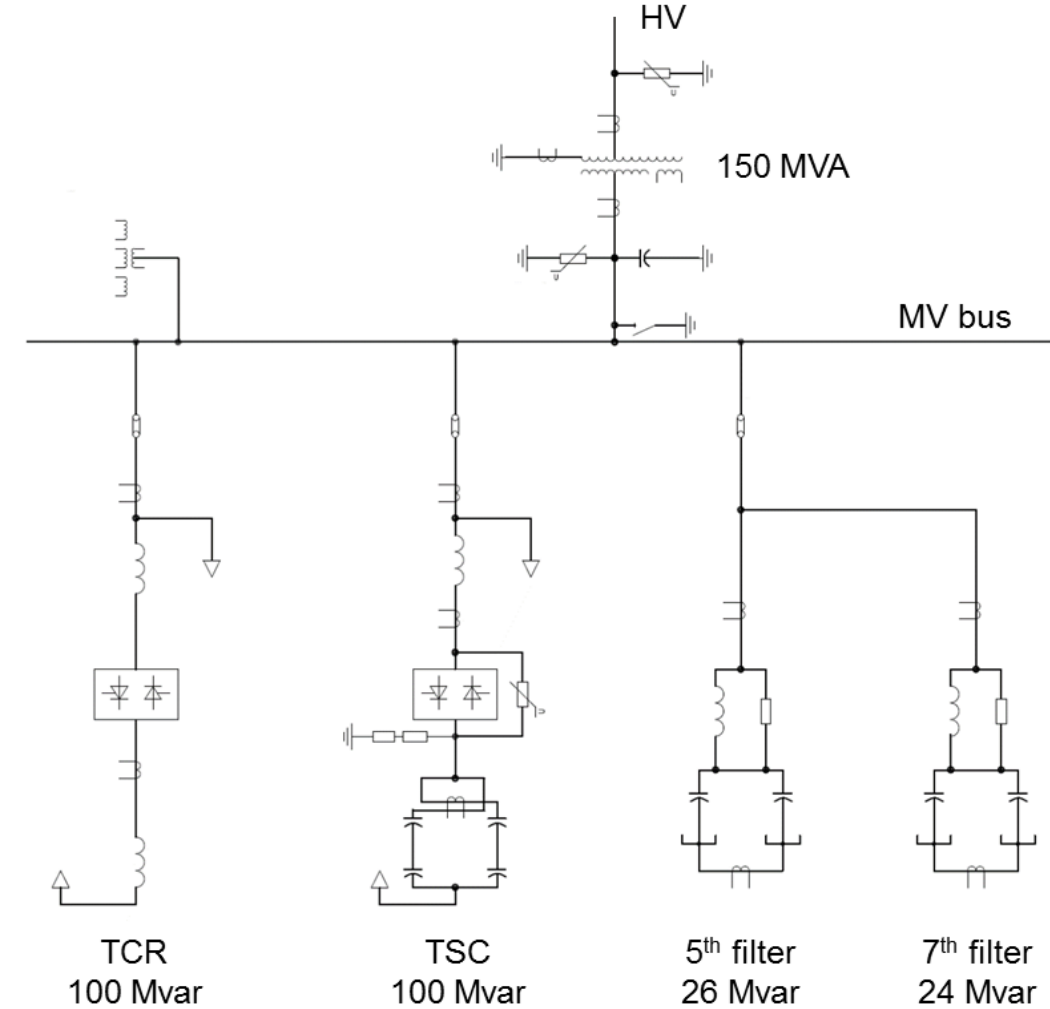 HV
150 MVA
MV bus
TCR
100 Mvar
TSC
100 Mvar
5th filter
26 Mvar
7th filter
24 Mvar